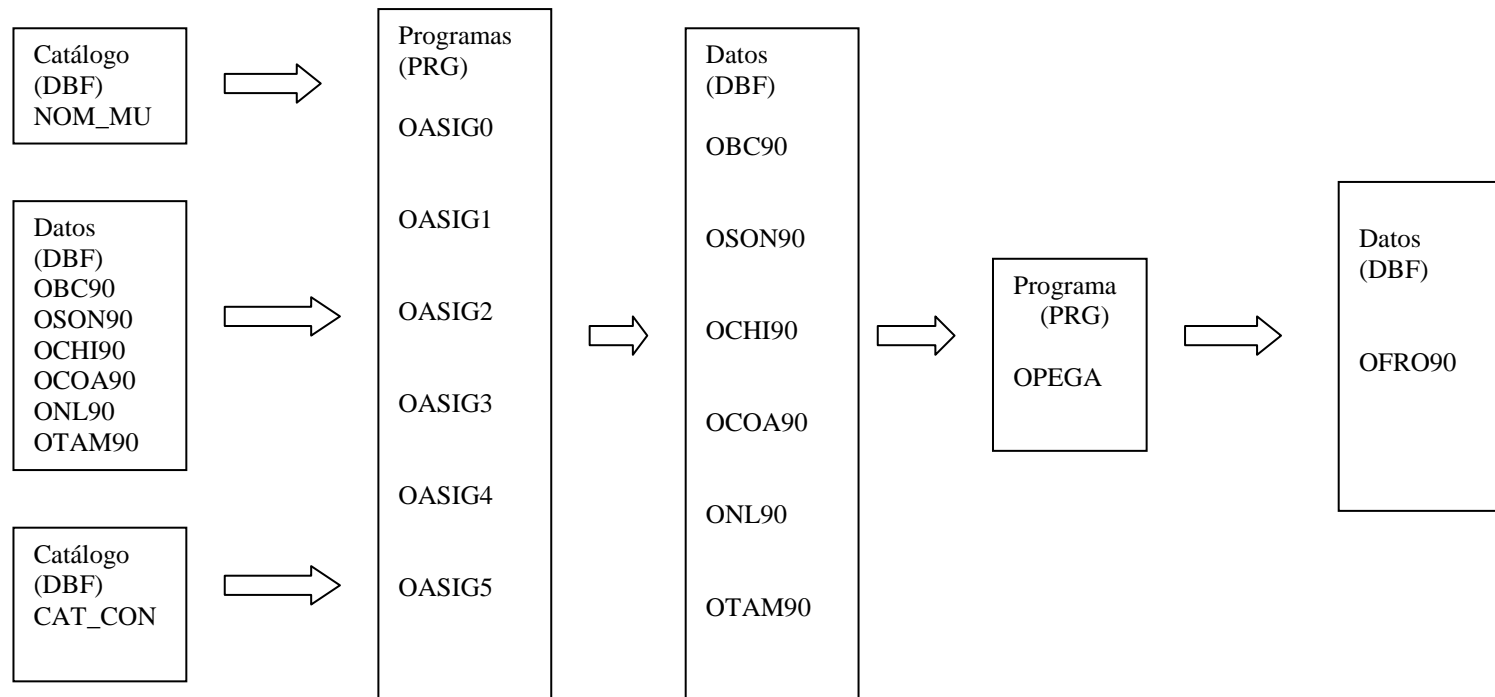 Catálogo
(DBF)
NOM_MU
Datos
(DBF)
OBC90
OSON90
OCHI90
OCOA90
ONL90
OTAM90
Catálogo
(DBF)
CAT_CON
Programas
(PRG)
OASIG0
OASIG1
OASIG2
OASIG3
OASIG4
OASIG5
Datos
(DBF)
OBC90
OSON90
OCHI90
OCOA90
ONL90
OTAM90
Programa
(PRG)
OPEGA
Datos
(DBF)
OFRO90